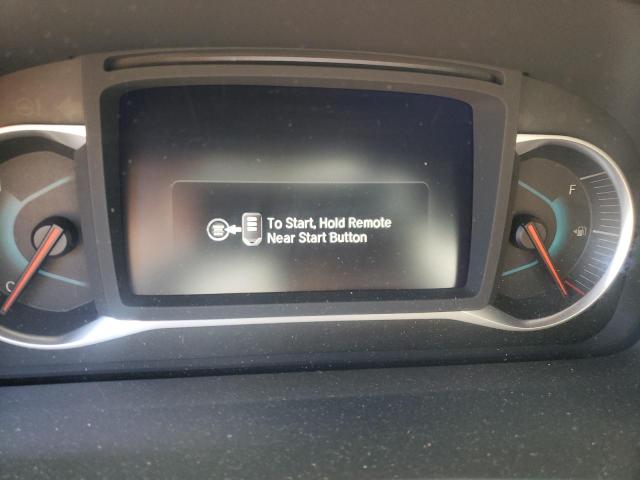 To Start, Hold Remote
Near Start Button
F
C